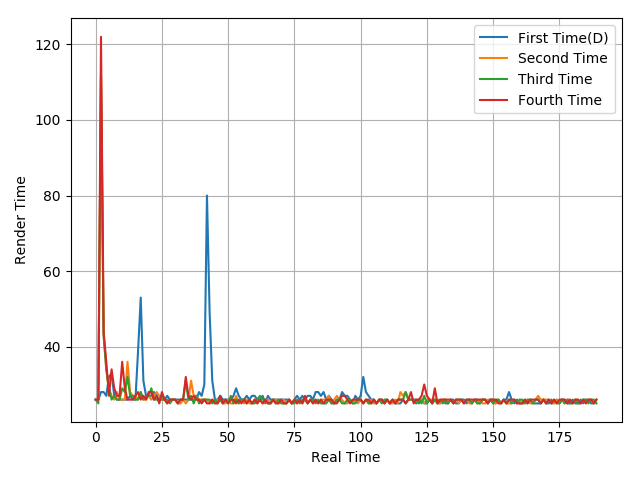 120
100
80
60
40
Render Time
0
25
50
75
100
125
150
175
Real Time
First Time(D)
Second Time
Third Time
Fourth Time